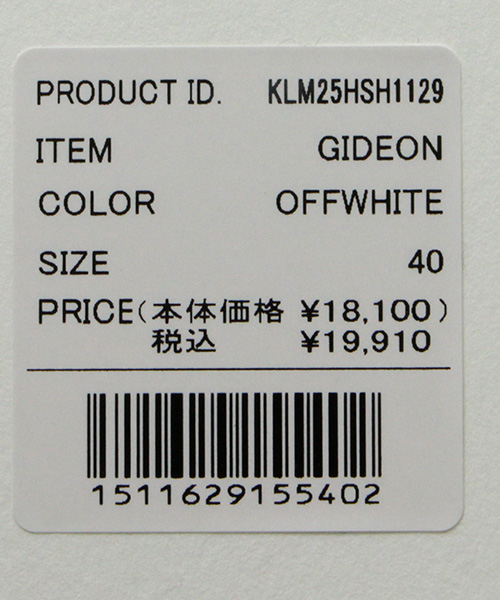 PRODUCT ID. KLM25HSH1129
ITEM GIDEON
COLOR OFFWHITE
SIZE 40
PRICE(本体価格 ¥18,100)
税込 ¥19,910
1511629155402